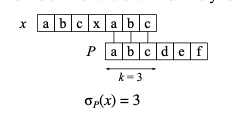 x a b c x a b c
P a b c d e f
k = 3
σP(x) = 3